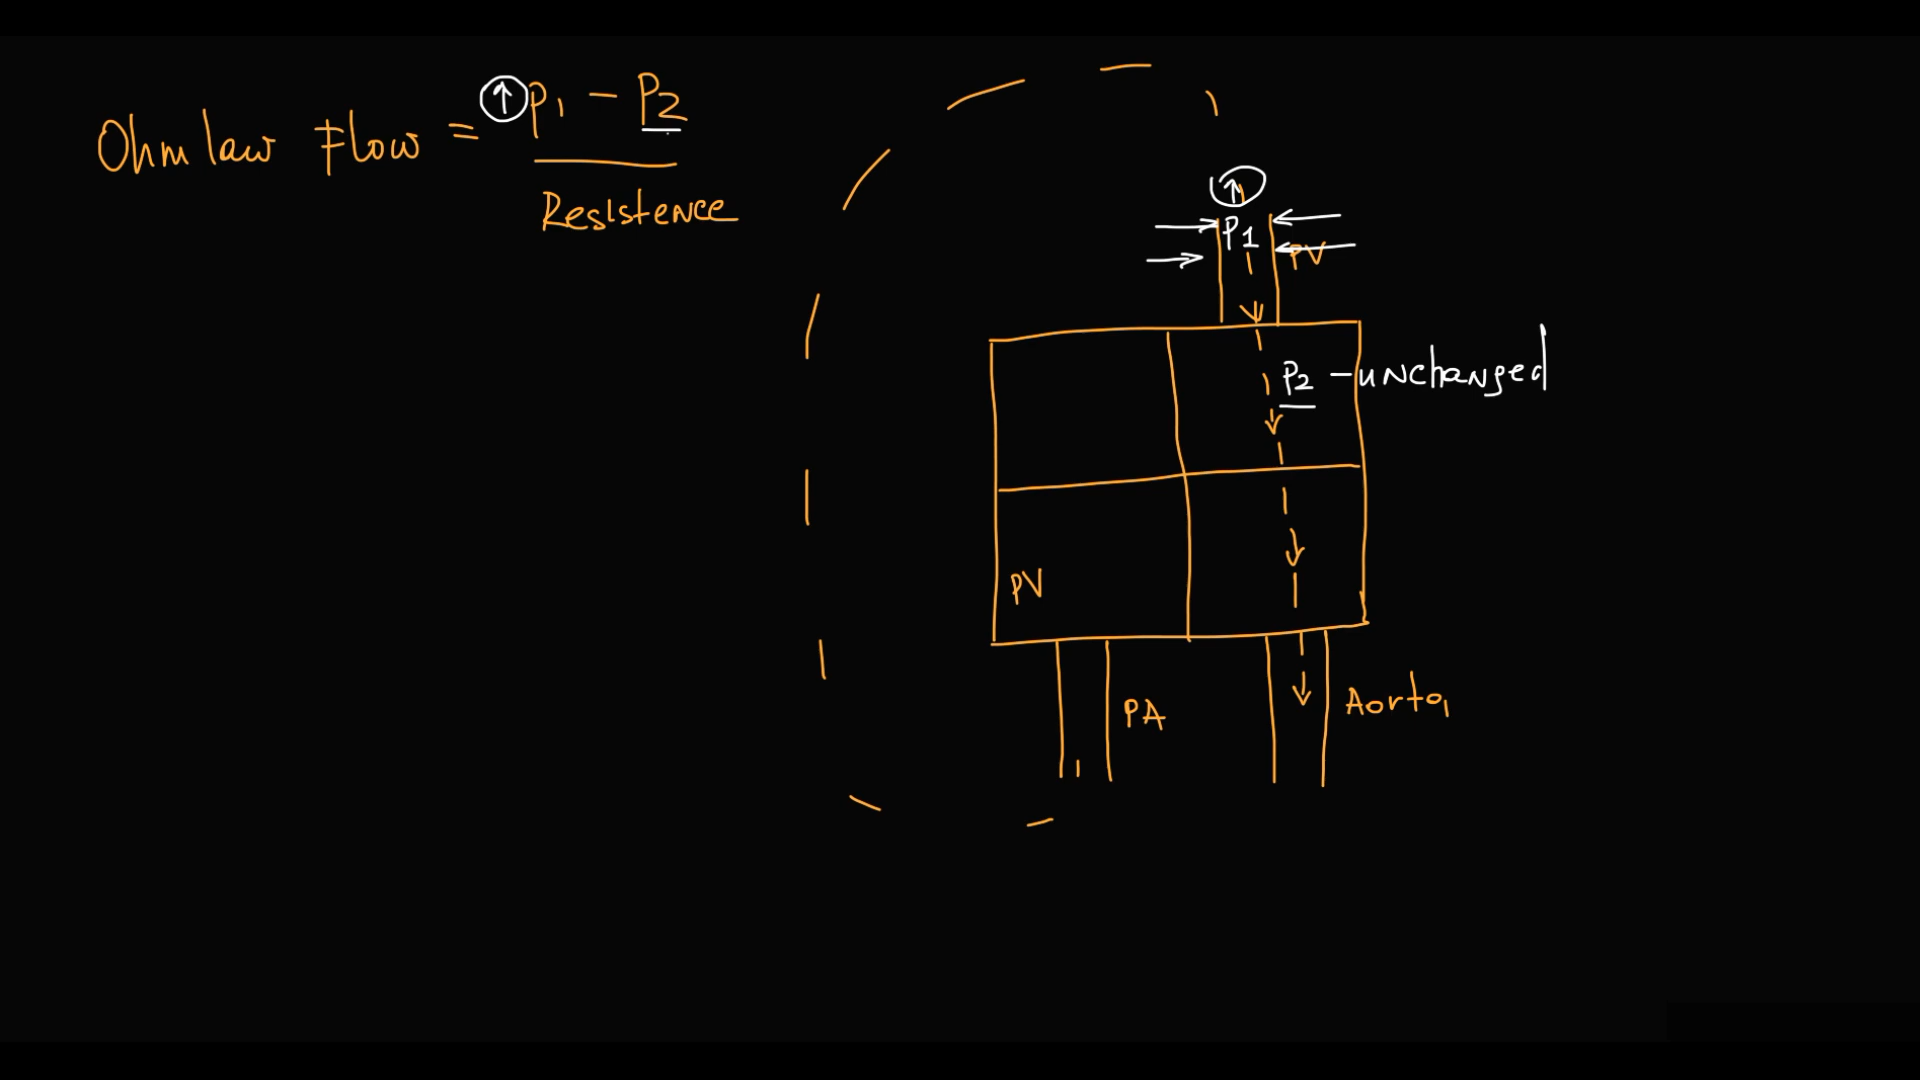 Ohm law Flow = ↑P1 - P2
Resistence
↑
P1
PV
P2 - unchanged
PV
PA
Aorta